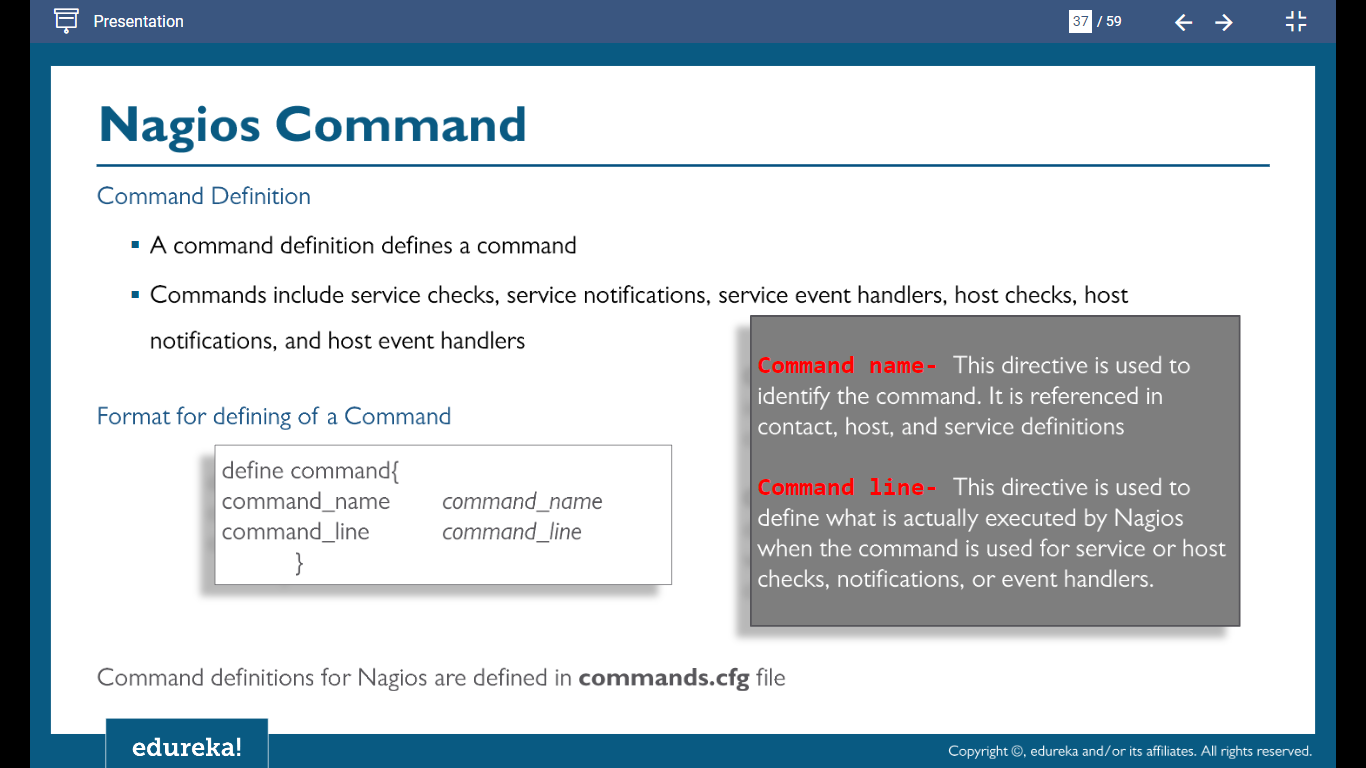 Presentation
37 / 59
Nagios Command
Command Definition
▪ A command definition defines a command
▪ Commands include service checks, service notifications, service event handlers, host checks, host
notifications, and host event handlers
Format for defining of a Command
define command{
command_name command_name
command_line command_line
}
Command name- This directive is used to
identify the command. It is referenced in
contact, host, and service definitions
Command line- This directive is used to
define what is actually executed by Nagios
when the command is used for service or host
checks, notifications, or event handlers.
Command definitions for Nagios are defined in commands.cfg file
edureka!
Copyright ©, edureka and/or its affiliates. All rights reserved.